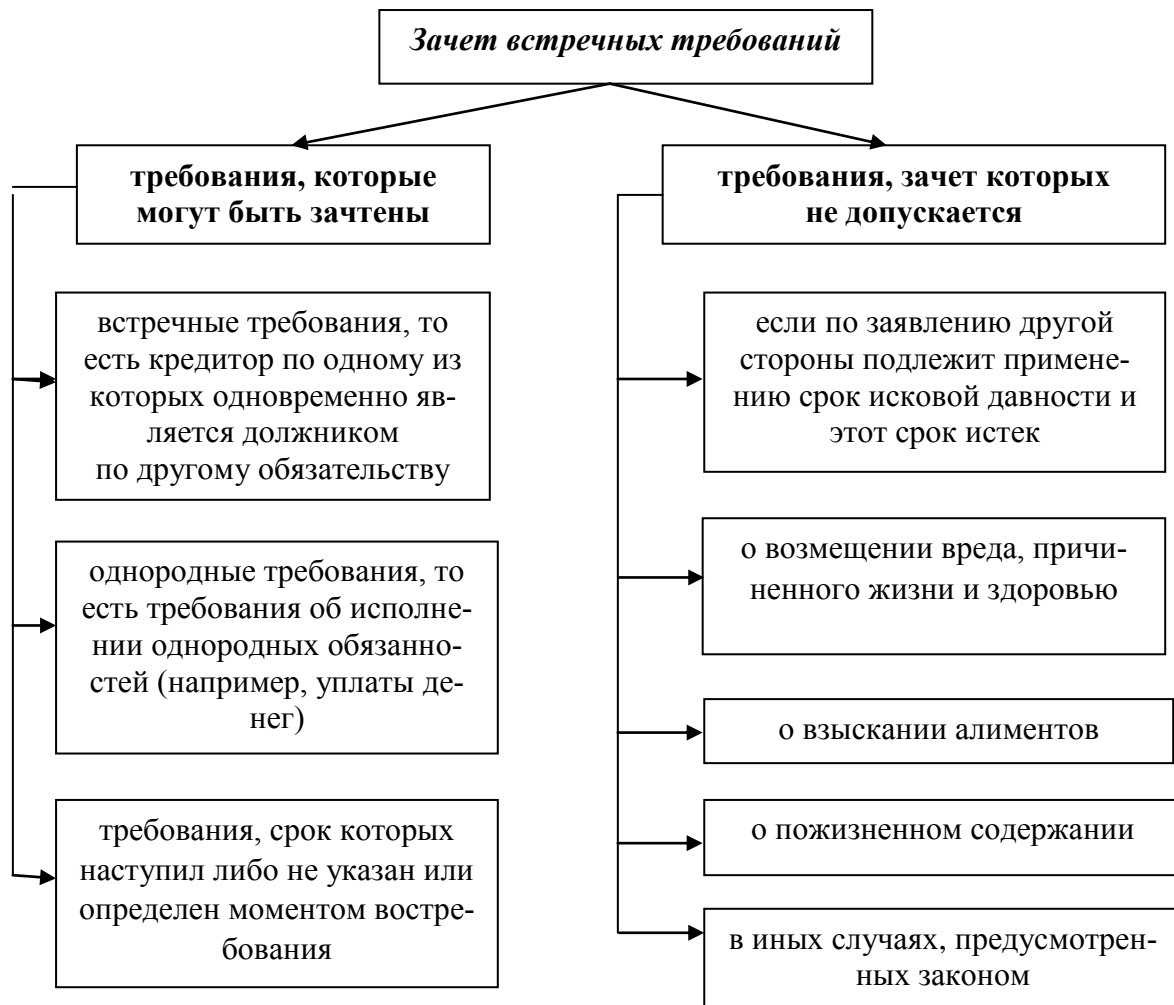 Зачет встречных требований
требования, которые
могут быть зачтены
встречные требования, то
есть кредитор по одному из
которых одновременно яв-
ляется должником
по другому обязательству
однородные требования, то
есть требования об исполне-
нии однородных обязанно-
стей (например, уплаты де-
нег)
требования, срок которых
наступил либо не указан или
определен моментом востре-
бования
требования, зачет которых
не допускается
если по заявлению другой
стороны подлежит примене-
нию срок исковой давности и
этот срок истек
о возмещении вреда, причи-
ненного жизни и здоровью
о взыскании алиментов
о пожизненном содержании
в иных случаях, предусмотрен-
ных законом